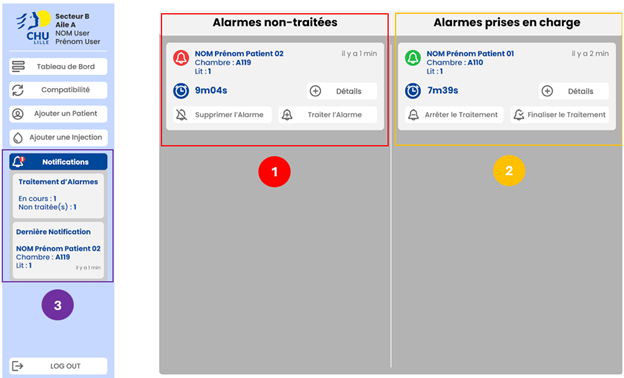 CHU
LILLE
Secteur B
Aile A
NOM User
Prénom User
Tableau de Bord
Compatibilité
Ajouter un Patient
Ajouter une Injection
1
Notifications
Traitement d'Alarmes
En cours : 1
Non traitée(s) : 1
Dernière Notification
NOM Prénom Patient 02
Chambre : A119
Lit : 1
il y a 1 min
3
LOG OUT
Alarmes non-traitées
NOM Prénom Patient 02
il y a 1 min
Chambre : A119
Lit : 1
9m04s
Détails
Supprimer l'Alarme
Traiter l'Alarme
1
Alarmes prises en charge
NOM Prénom Patient 01
il y a 2 min
Chambre : A110
Lit : 1
7m39s
Détails
Arrêter le Traitement
Finaliser le Traitement
2